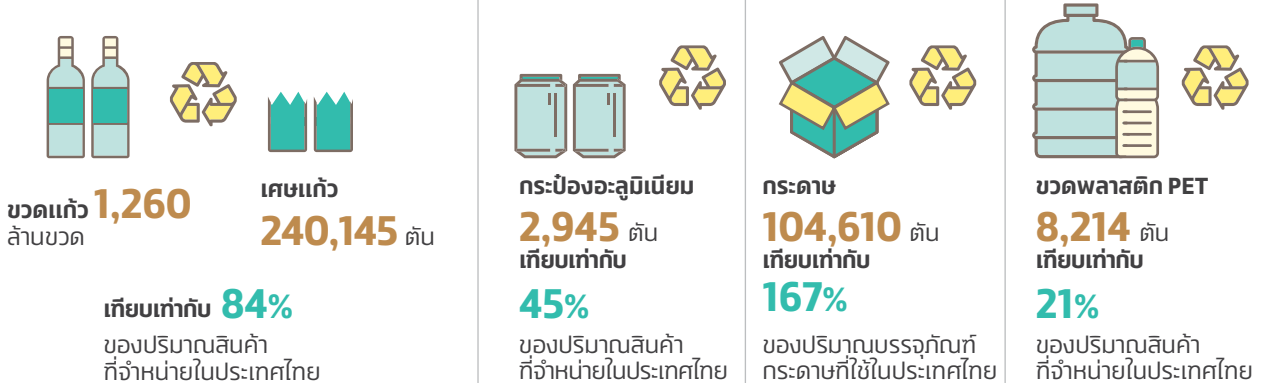 ขวดแก้ว 1,260
ล้านขวด
เศษแก้ว
240,145 ตัน
เทียบเท่ากับ 84%
ของปริมาณสินค้า
ที่จำหน่ายในประเทศไทย
กระป๋องอะลูมิเนียม
2,945 ตัน
เทียบเท่ากับ
45%
ของปริมาณสินค้า
ที่จำหน่ายในประเทศไทย
กระดาษ
104,610 ตัน
เทียบเท่ากับ
167%
ของปริมาณบรรจุภัณฑ์
กระดาษที่ใช้ในประเทศไทย
ขวดพลาสติก PET
8,214 ตัน
เทียบเท่ากับ
21%
ของปริมาณสินค้า
ที่จำหน่ายในประเทศไทย